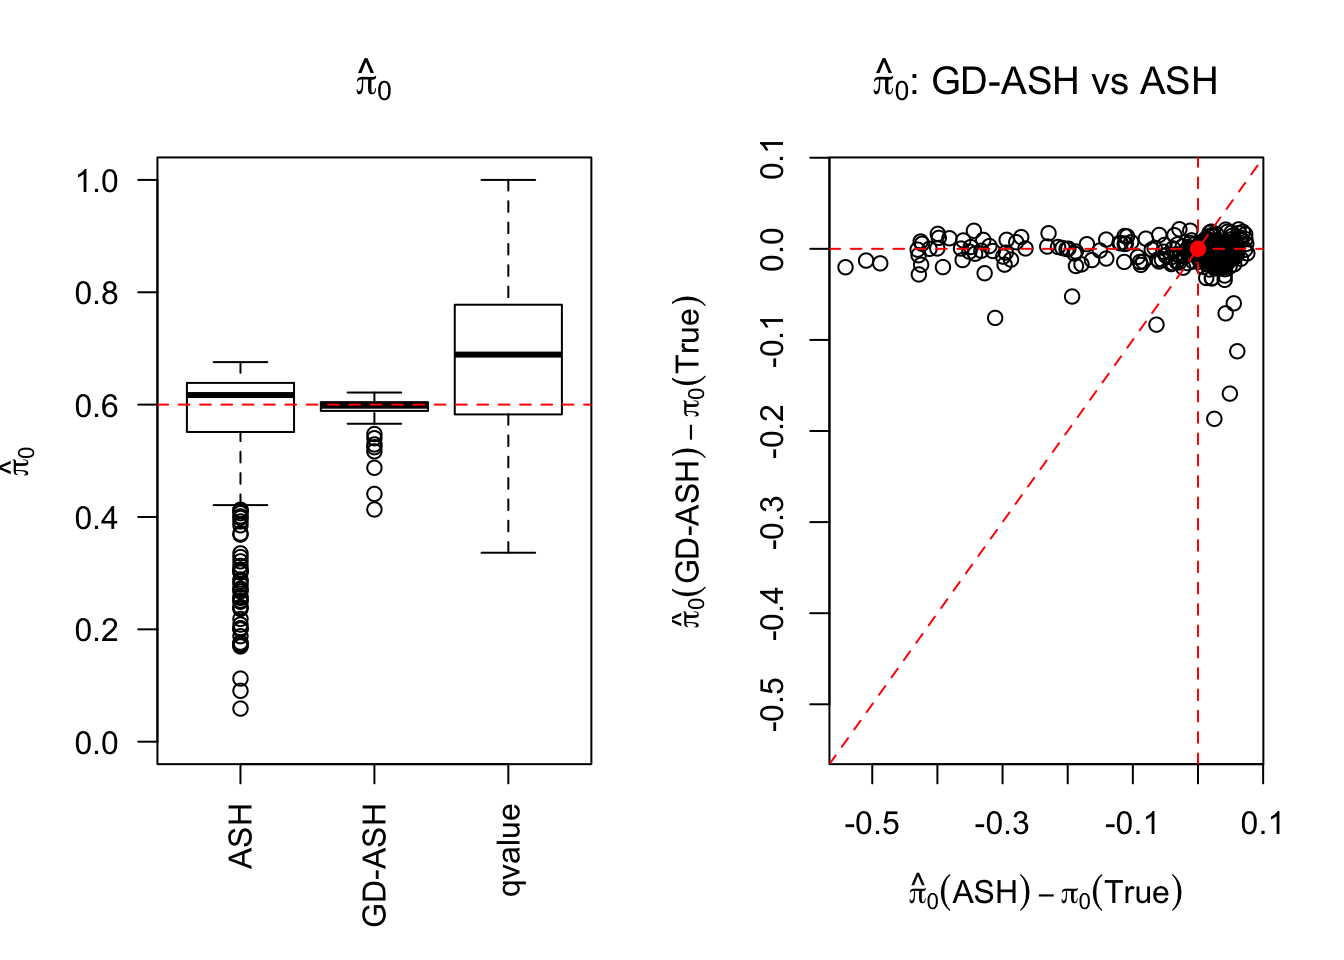 π̂0
1.0
0.8
0.6
0.4
0.2
0.0
π̂0
ASH
GD-ASH
qvalue
π̂0: GD-ASH vs ASH
0.1
0.0
-0.1
-0.2
-0.3
-0.4
-0.5
π̂0(GD-ASH) – π0(True)
-0.5 -0.3 -0.1 0.1
π̂0(ASH) – π0(True)